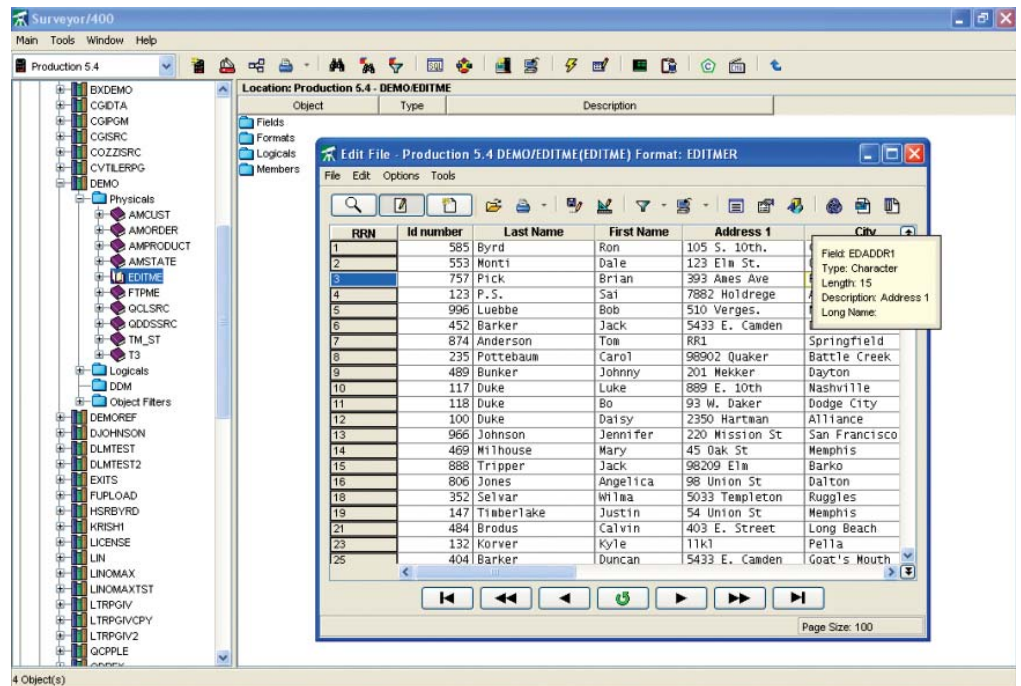 Surveyor/400
Main Tools Window Help
Production 5.4
BXDEMO
CGIDTA
CGIPGM
CGISRC
COZZISRC
CVTILERPG
DEMO
Physicals
AMCUST
AMORDER
AMPRODUCT
AMSTATE
EDITME
FTPME
QCLSRC
QDDSSRC
TM_ST
T3
Logicals
DDM
Object Filters
DEMOREF
DJOHNSON
DLMTEST
DLMTEST2
EXITS
FUPLOAD
HSRBYRD
KRISH1
LICENSE
LIN
LINOMAX
LINOMAXTST
LTRPGIV
LTRPGIVCPY
LTRPGIV2
QCPPLE
Location: Production 5.4 - DEMO/EDITME
Object Type Description
Fields
Formats
Logicals
Members
Edit File - Production 5.4 DEMO/EDITME(EDITME) Format: EDITMER
File Edit Options Tools
RRN Id number Last Name First Name Address 1 City
1 585 Byrd Ron 105 S. 10th.
2 553 Monti Dale 123 Elm St.
3 757 Pick Brian 393 Ames Ave
4 123 P.S. Sai 7882 Holdrege
5 996 Luebbe Bob 510 Verges.
6 452 Barker Jack 5433 E. Camden
7 874 Anderson Tom RR1 Springfield
8 235 Pottebaum Carol 98902 Quaker Battle Creek
9 489 Bunker Johnny 201 Mekker Dayton
10 117 Duke Luke 889 E. 10th Nashville
11 118 Duke Bo 93 W. Daker Dodge City
12 100 Duke Daisy 2350 Hartman Alliance
13 966 Johnson Jennifer 220 Mission St San Francisco
14 469 Milhouse Mary 45 Oak St Memphis
15 888 Tripper Jack 98209 Elm Barko
16 806 Jones Angelica 98 Union St Dalton
18 352 Selvar Wilma 5033 Templeton Ruggles
19 147 Timberlake Justin 54 Union St Memphis
21 484 Brodus Calvin 403 E. Street Long Beach
23 132 Korver Kyle 11k1 Pella
25 404 Barker Duncan 5433 E. Camden Goat's Mouth
Field: EDADDR1
Type: Character
Length: 15
Description: Address 1
Long Name:
Page Size: 100
4 Object(s)